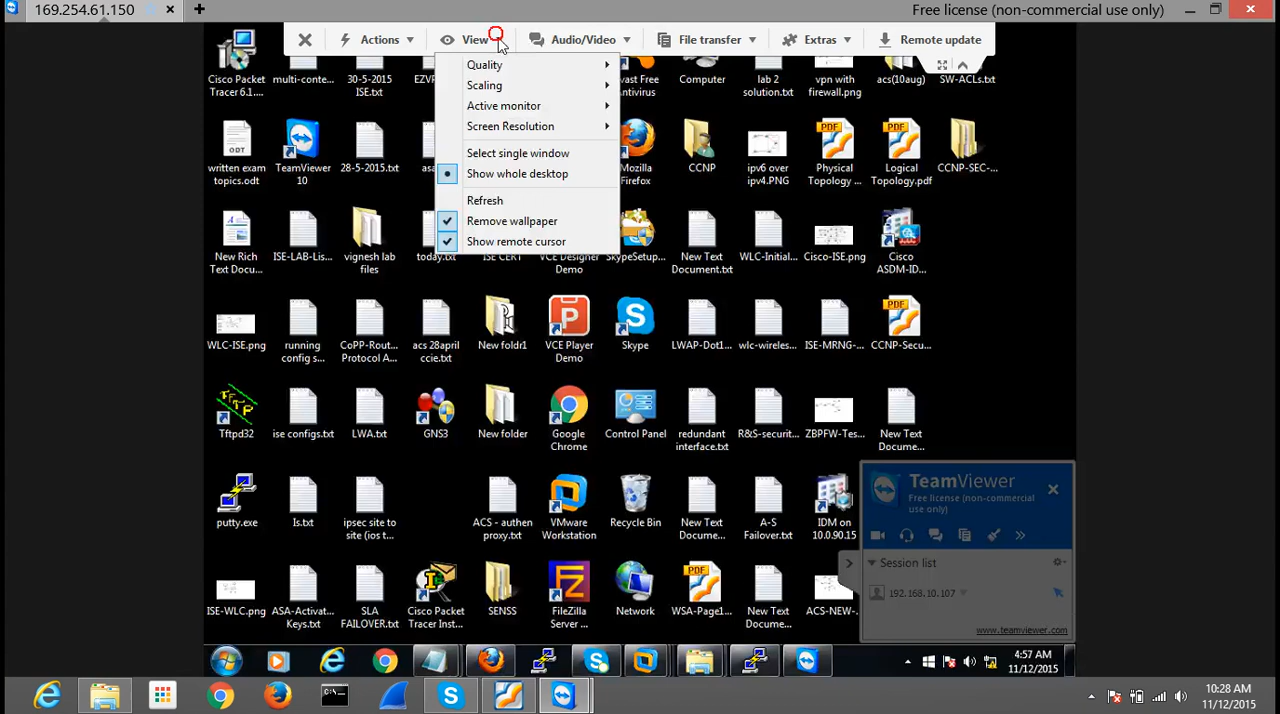 169.254.61.150
Free license (non-commercial use only)
Actions
View
Audio/Video
File transfer
Extras
Remote update
Quality
Scaling
Active monitor
Screen Resolution
Select single window
Show whole desktop
Refresh
Remove wallpaper
Show remote cursor
Cisco Packet
Tracer 6.1....
multi-conte...
30-5-2015
ISE.txt
EZVP
Avast Free
Antivirus
Computer
lab 2
solution.txt
vpn with
firewall.png
acs(10aug)
SW-ACLs.txt
written exam
topics.odt
TeamViewer
10
28-5-2015.txt
asa
Mozilla
Firefox
CCNP
ipv6 over
ipv4.PNG
Physical
Topology ...
Logical
Topology.pdf
CCNP-SEC-...
New Rich
Text Docu...
ISE-LAB-Lis...
vignesh lab
files
today.txt
ISE CERT
VCE Designer
Demo
SkypeSetup...
New Text
Document.txt
WLC-Initial...
Cisco-ISE.png
Cisco
ASDM-ID...
WLC-ISE.png
running
config s...
CoPP-Rout...
Protocol A...
acs 28april
ccie.txt
New foldr1
VCE Player
Demo
Skype
LWAP-Dot1...
wlc-wireles...
ISE-MRNG-...
CCNP-Secu...
Tftpd32
ise configs.txt
LWA.txt
GNS3
New folder
Google
Chrome
Control Panel
redundant
interface.txt
R&S-securit...
ZBPFW-Tes...
New Text
Docume...
putty.exe
Is.txt
ipsec site to
site (ios t...
ACS - authen
proxy.txt
VMware
Workstation
Recycle Bin
New Text
Docume...
A-S
Failover.txt
IDM on
10.0.90.15
ISE-WLC.png
ASA-Activat...
Keys.txt
SLA
FAILOVER.txt
Cisco Packet
Tracer Inst...
SENSS
FileZilla
Server ...
Network
WSA-Page1...
New Text
Docume...
ACS-NEW-...
TeamViewer
Free license (non-commercial
use only)
Session list
192.168.10.107
www.teamviewer.com
4:57 AM
11/12/2015
10:28 AM
11/12/2015